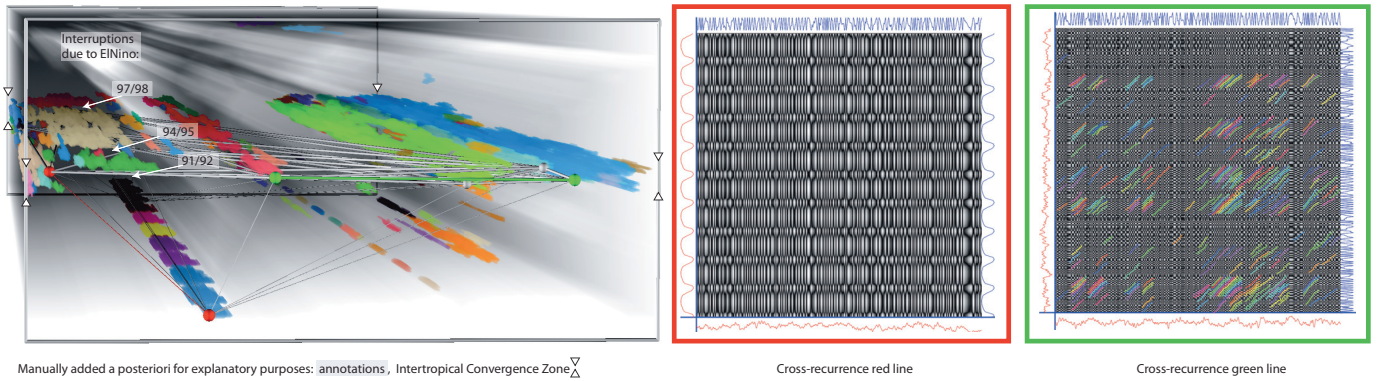 Interruptions
due to ElNino:
97/98
94/95
91/92
Manually added a posteriori for explanatory purposes: annotations , Intertropical Convergence Zone
Cross-recurrence red line
Cross-recurrence green line